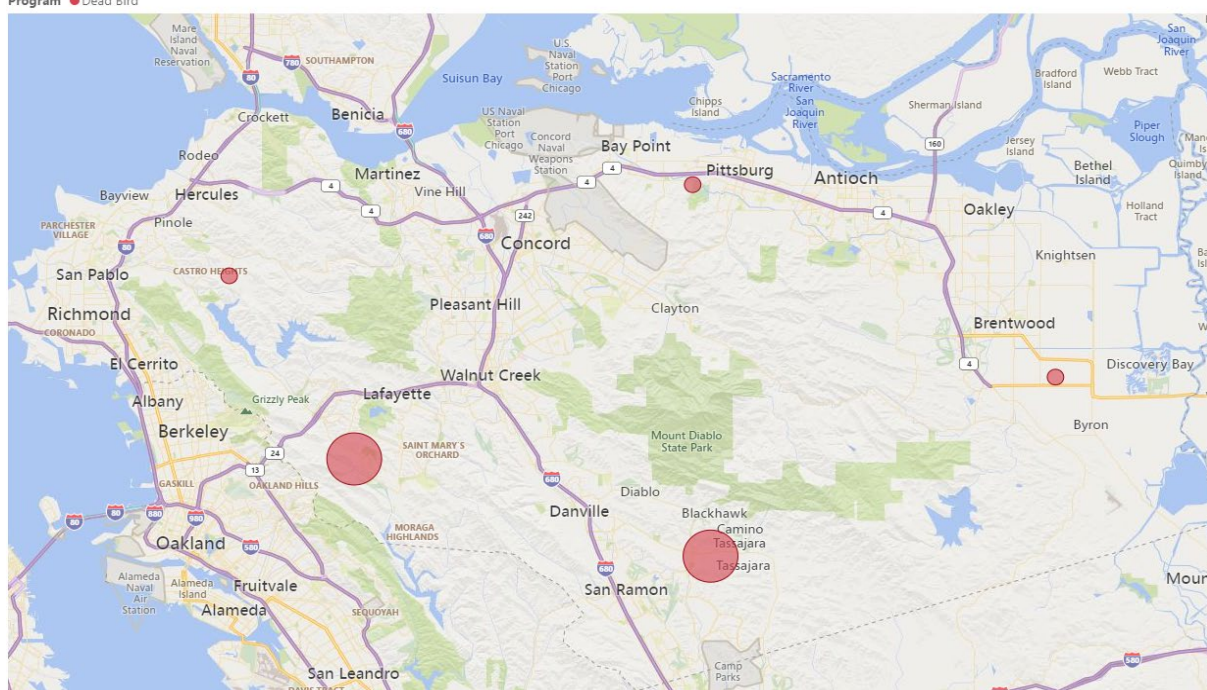 Program Dead Bird
Mare
Island
Naval
Reservation
80
780
SOUTHAMPTON
Suisun Bay
U.S.
Naval
Station
Port
Chicago
Sacramento
River
San
Joaquin
River
Bradford
Island
Webb Tract
San
Joaquin
River
Crockett
Benicia
680
US Naval
Station
Port
Chicago
Concord
Naval
Weapons
Station
Chipps
Island
Sherman Island
160
Jersey
Island
Piper
Slough
Bethel
Island
Quimby
Rodeo
Bay Point
Martinez
Vine Hill
4
4
4
4
Pittsburg
Antioch
4
Oakley
Holland
Tract
Bayview
Hercules
Pinole
PARCHESTER
VILLAGE
80
242
680
Concord
Knightsen
San Pablo
CASTRO HEIGHTS
Richmond
CORONADO
Pleasant Hill
Clayton
Brentwood
El Cerrito
Walnut Creek
4
Discovery Bay
Albany
Grizzly Peak
Lafayette
Berkeley
24
13
SAINT MARY'S
ORCHARD
Mount Diablo
State Park
Byron
GASKILL
OAKLAND HILLS
680
Diablo
80
80
880
980
Danville
Blackhawk
Camino
Tassajara
Oakland
580
MORAGA
HIGHLANDS
Tassajara
680
Alameda
Naval
Air
Station
Alameda
Island
Fruitvale
San Ramon
Alameda
SEQUOYAH
Camp
Parks
580
San Leandro